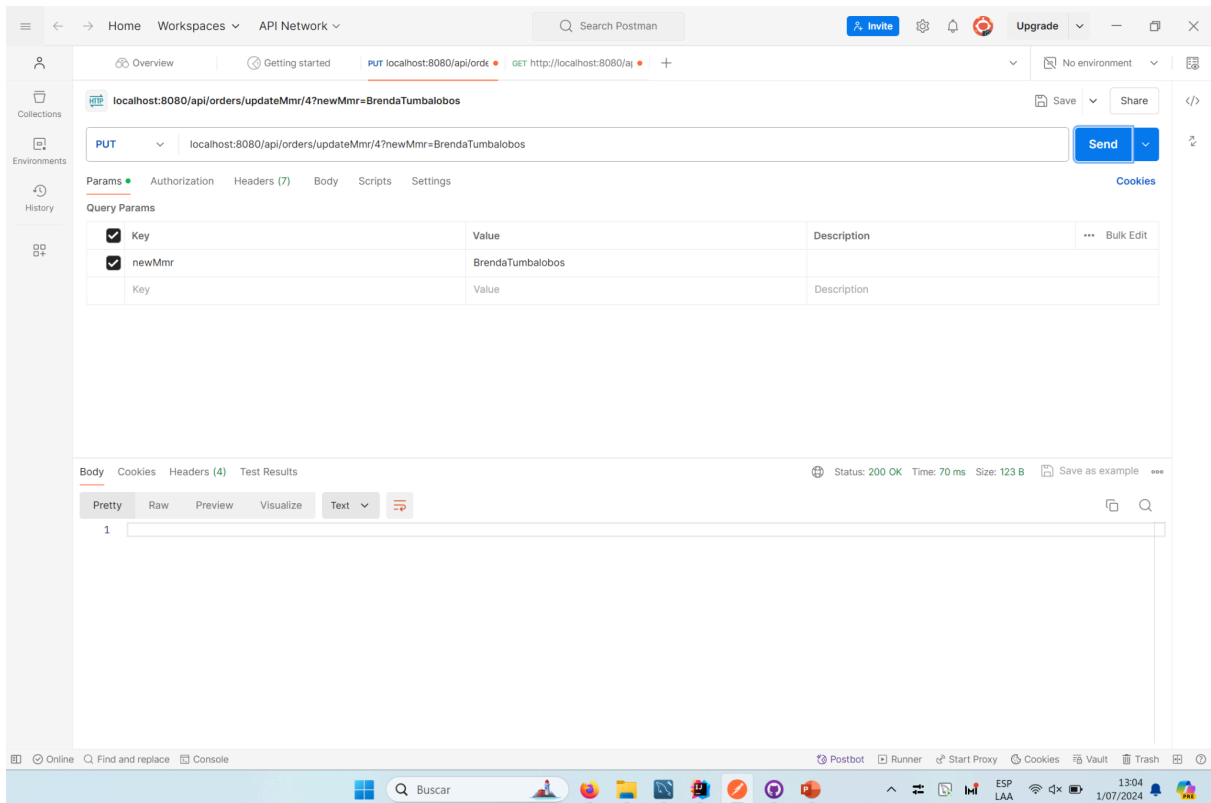 Home Workspaces API Network Search Postman Invite Upgrade
Overview Getting started PUT localhost:8080/api/orde GET http://localhost:8080/a No environment
HTTP localhost:8080/api/orders/updateMmr/4?newMmr=BrendaTumbalobos Save Share
Collections
PUT localhost:8080/api/orders/updateMmr/4?newMmr=BrendaTumbalobos Send
Environments
Params Authorization Headers (7) Body Scripts Settings Cookies
History
Query Params
Key Value Description Bulk Edit
newMmr BrendaTumbalobos
Key Value Description
Body Cookies Headers (4) Test Results Status: 200 OK Time: 70 ms Size: 123 B Save as example
Pretty Raw Preview Visualize Text
1
Online Find and replace Console Postbot Runner Start Proxy Cookies Vault Trash
Buscar ESP 13:04
LAA 1/07/2024
PRE